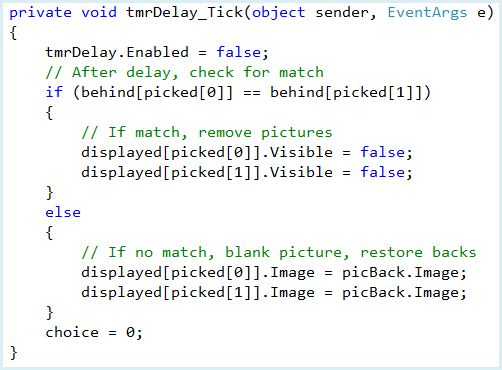 private void tmrDelay_Tick(object sender, EventArgs e)
{
    tmrDelay.Enabled = false;
    // After delay, check for match
    if (behind[picked[0]] == behind[picked[1]])
    {
        // If match, remove pictures
        displayed[picked[0]].Visible = false;
        displayed[picked[1]].Visible = false;
    }
    else
    {
        // If no match, blank picture, restore backs
        displayed[picked[0]].Image = picBack.Image;
        displayed[picked[1]].Image = picBack.Image;
    }
    choice = 0;
}